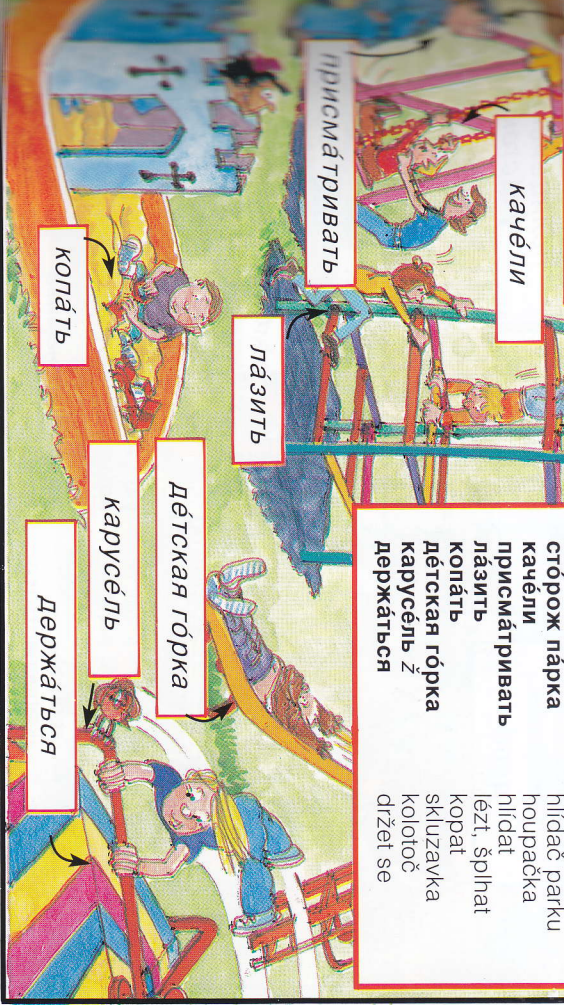 каче́ли
присма́тривать
ла́зить
копа́ть
сто́рож па́рка hlídač parku
каче́ли houpačka
присма́тривать hlídat
ла́зить lézt, šplhat
копа́ть kopat
де́тская го́рка skluzavka
карусе́ль ž kolotoč
держа́ться držet se
де́тская го́рка
карусе́ль
держа́ться